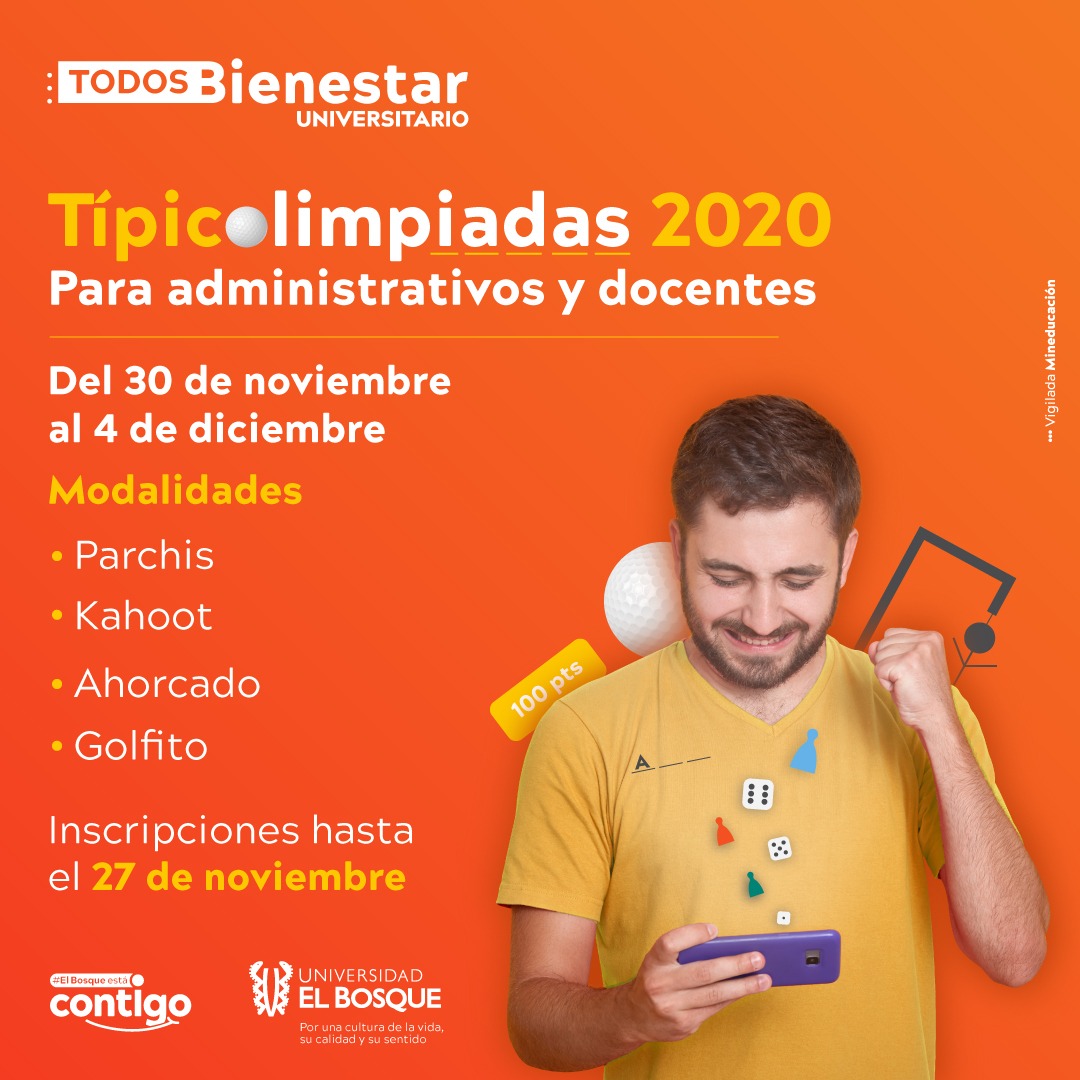 TODOS Bienestar
UNIVERSITARIO
Típicolimpiadas 2020
Para administrativos y docentes
Del 30 de noviembre
al 4 de diciembre
Modalidades
• Parchis
• Kahoot
• Ahorcado
• Golfito
Inscripciones hasta
el 27 de noviembre
100 pts
A
Vigilada Mineducación
#El Bosque está
contigo
UNIVERSIDAD
EL BOSQUE
Por una cultura de la vida,
su calidad y su sentido